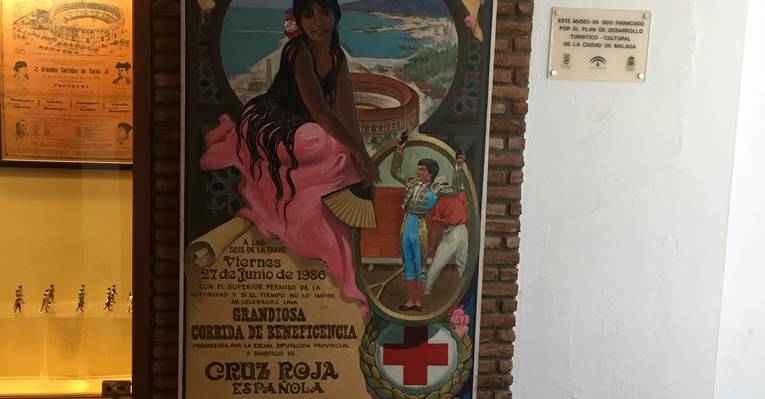 Grandes Corridas de Toros
PROGRAMA
A LAS
SEIS DE LA TARDE
Viernes
27 de Junio de 1986
CON EL SUPERIOR PERMISO DE LA
AUTORIDAD Y SI EL TIEMPO NO LO IMPIDE
SE CELEBRARÁ UNA
GRANDIOSA
CORRIDA DE BENEFICENCIA
ORGANIZADA POR LA EXCMA. DIPUTACION PROVINCIAL
A BENEFICIO DE
CRUZ ROJA
ESPAÑOLA
ESTE MUSEO HA SIDO FINANCIADO
POR EL PLAN DE DESARROLLO
TURISTICO - CULTURAL
DE LA CIUDAD DE MALAGA